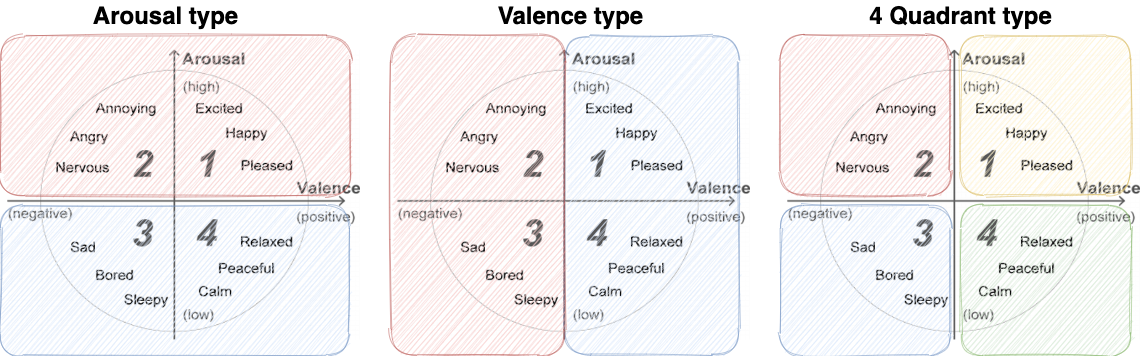 Arousal type
Arousal
(high)
Annoying
Excited
Angry
Happy
Nervous
2
1
Pleased
Valence
(negative)
(positive)
3
4
Sad
Relaxed
Bored
Peaceful
Sleepy
Calm
(low)
Valence type
Arousal
(high)
Annoying
Excited
Angry
Happy
Nervous
2
1
Pleased
Valence
(negative)
(positive)
3
4
Sad
Relaxed
Bored
Peaceful
Sleepy
Calm
(low)
4 Quadrant type
Arousal
(high)
Annoying
Excited
Angry
Happy
Nervous
2
1
Pleased
Valence
(negative)
(positive)
3
4
Sad
Relaxed
Bored
Peaceful
Sleepy
Calm
(low)